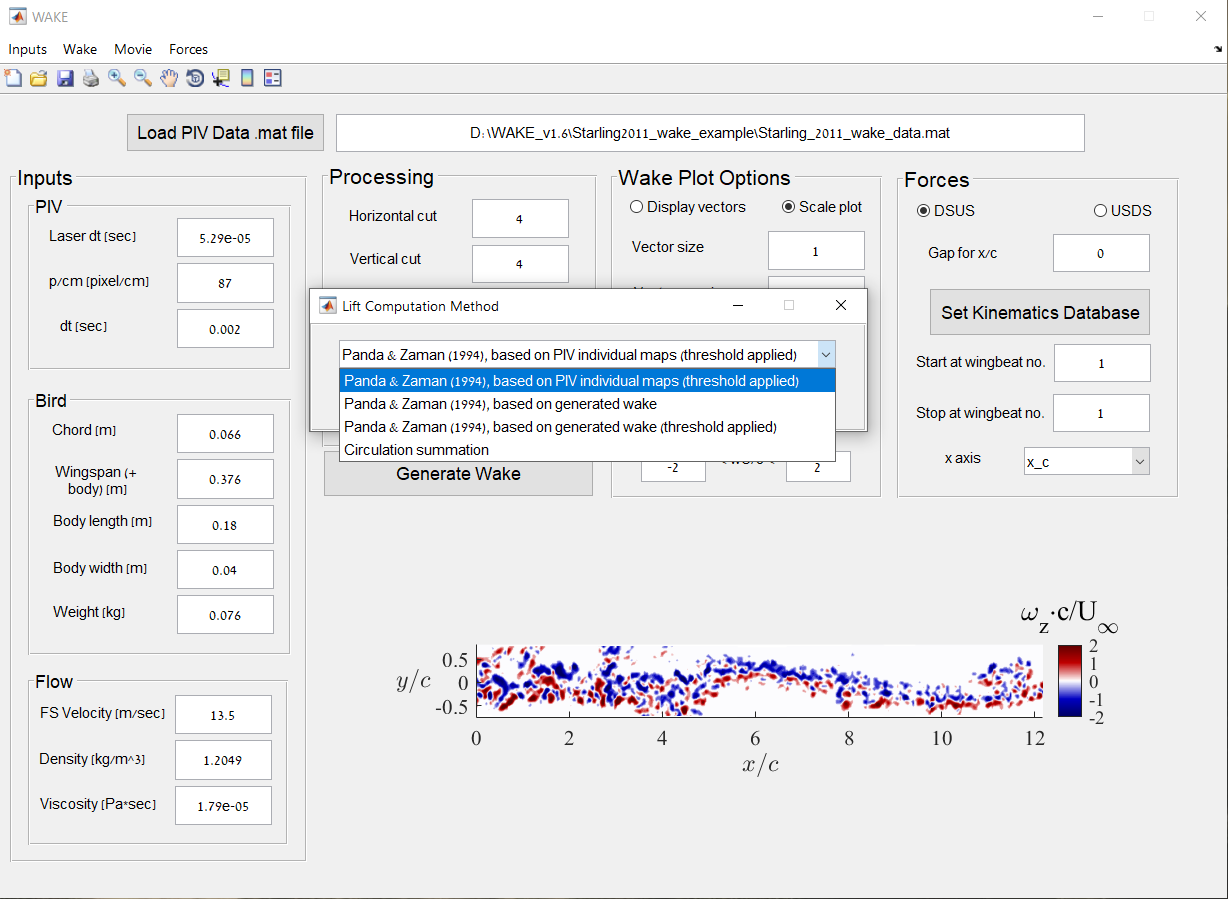 WAKE
Inputs Wake Movie Forces
Load PIV Data .mat file
D:\WAKE_v1.6\Starling2011_wake_example\Starling_2011_wake_data.mat
Inputs
PIV
Laser dt [sec] 5.29e-05
p/cm [pixel/cm] 87
dt [sec] 0.002
Bird
Chord [m] 0.066
Wingspan (+
body) [m] 0.376
Body length [m] 0.18
Body width [m] 0.04
Weight [kg] 0.076
Flow
FS Velocity [m/sec] 13.5
Density [kg/m^3] 1.2049
Viscosity [Pa*sec] 1.79e-05
Processing
Horizontal cut 4
Vertical cut 4
Generate Wake
Wake Plot Options
Display vectors Scale plot
Vector size 1
-2 2
Forces
DSUS USDS
Gap for x/c 0
Set Kinematics Database
Start at wingbeat no. 1
Stop at wingbeat no. 1
x axis x_c
Lift Computation Method
Panda & Zaman (1994), based on PIV individual maps (threshold applied)
Panda & Zaman (1994), based on PIV individual maps (threshold applied)
Panda & Zaman (1994), based on generated wake
Panda & Zaman (1994), based on generated wake (threshold applied)
Circulation summation
ω_z·c/U_∞
2
1
0
-1
-2
y/c
0.5
0
-0.5
0 2 4 6 8 10 12
x/c